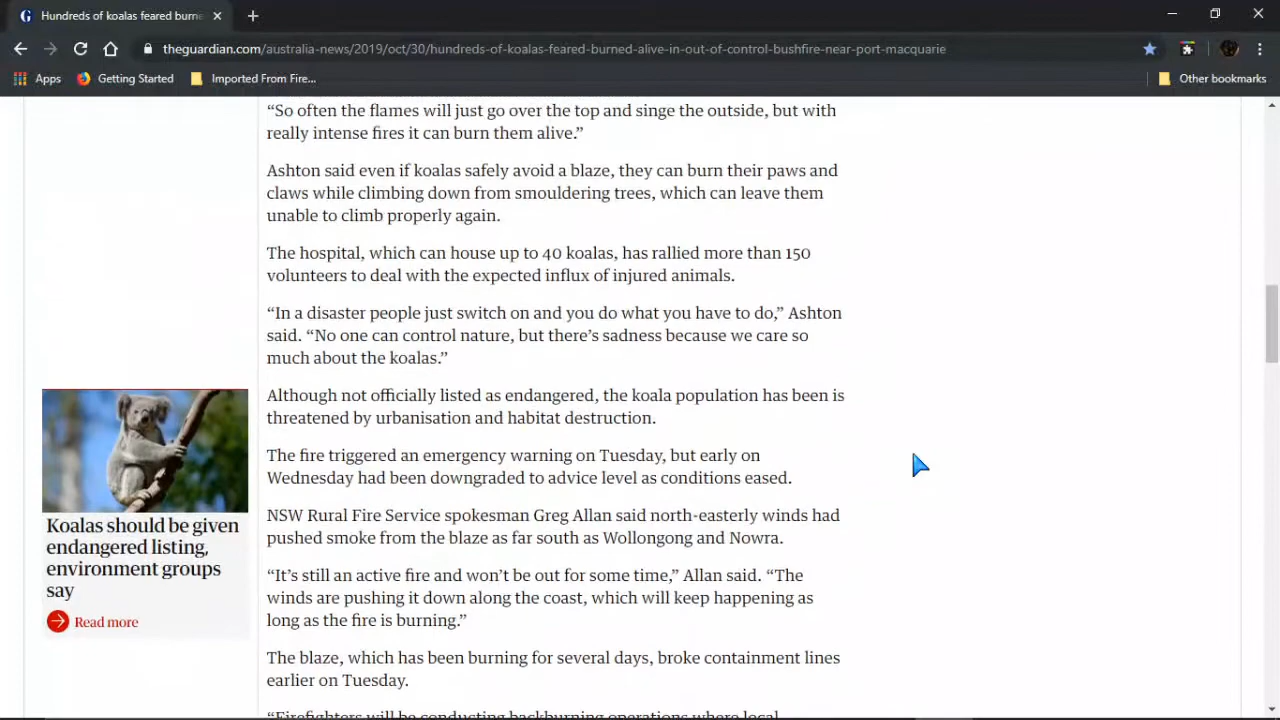 Hundreds of koalas feared burne
theguardian.com/australia-news/2019/oct/30/hundreds-of-koalas-feared-burned-alive-in-out-of-control-bushfire-near-port-macquarie
Apps
Getting Started
Imported From Fire...
Other bookmarks
“So often the flames will just go over the top and singe the outside, but with
really intense fires it can burn them alive.”
Ashton said even if koalas safely avoid a blaze, they can burn their paws and
claws while climbing down from smouldering trees, which can leave them
unable to climb properly again.
The hospital, which can house up to 40 koalas, has rallied more than 150
volunteers to deal with the expected influx of injured animals.
“In a disaster people just switch on and you do what you have to do,” Ashton
said. “No one can control nature, but there’s sadness because we care so
much about the koalas.”
Although not officially listed as endangered, the koala population has been is
threatened by urbanisation and habitat destruction.
The fire triggered an emergency warning on Tuesday, but early on
Wednesday had been downgraded to advice level as conditions eased.
NSW Rural Fire Service spokesman Greg Allan said north-easterly winds had
pushed smoke from the blaze as far south as Wollongong and Nowra.
“It’s still an active fire and won’t be out for some time,” Allan said. “The
winds are pushing it down along the coast, which will keep happening as
long as the fire is burning.”
The blaze, which has been burning for several days, broke containment lines
earlier on Tuesday.
“Firefighters will be conducting backburning operations where local
Koalas should be given
endangered listing,
environment groups
say
Read more